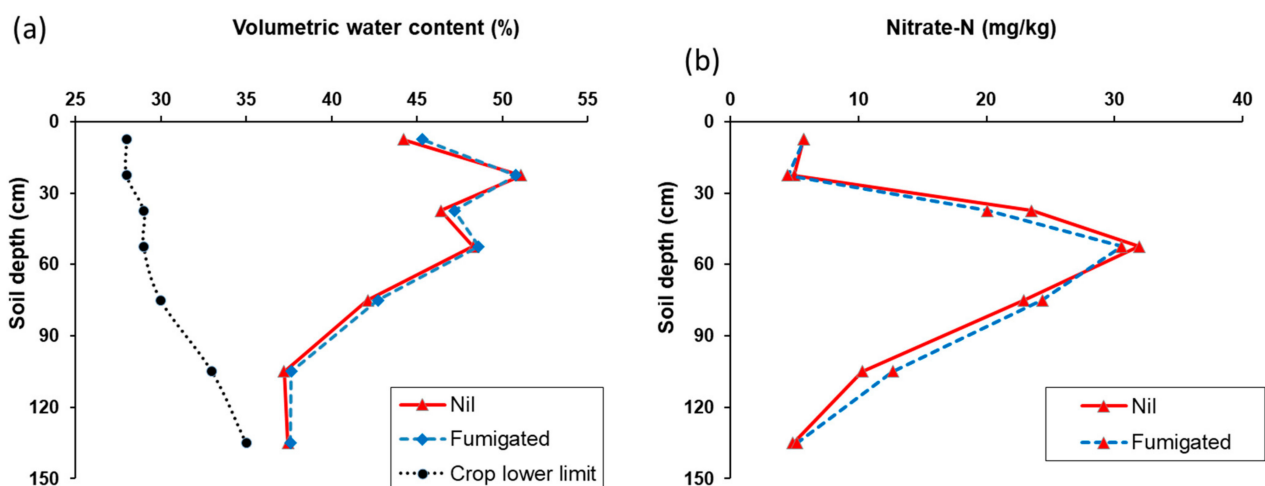 (a)
Volumetric water content (%)
25 30 35 40 45 50 55
0
30
60
90
120
150
Soil depth (cm)
Nil
Fumigated
Crop lower limit
(b)
Nitrate-N (mg/kg)
0 10 20 30 40
0
30
60
90
120
150
Soil depth (cm)
Nil
Fumigated